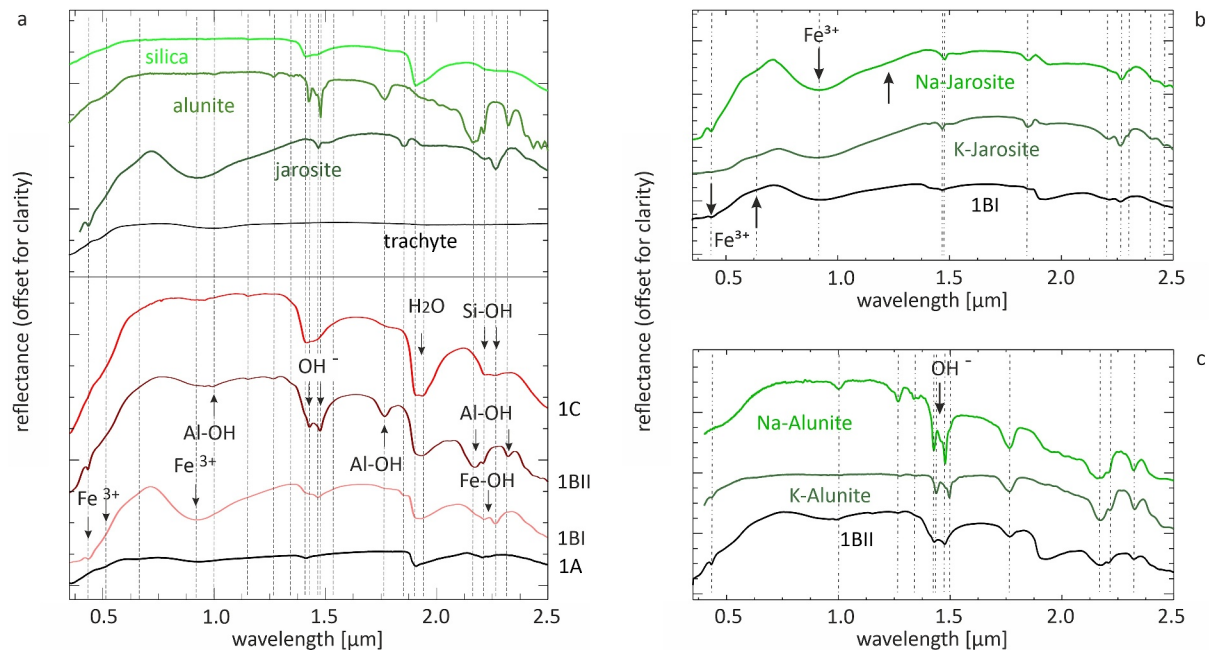 a
silica
alunite
jarosite
trachyte
H2O
Si-OH
OH -
1C
Al-OH
Al-OH
Fe 3+
Al-OH
Fe-OH
1BII
Fe 3+
1BI
1A
0.5 1.0 1.5 2.0 2.5
wavelength [µm]
reflectance (offset for clarity)
b
Fe3+
Na-Jarosite
K-Jarosite
1BI
Fe3+
0.5 1.0 1.5 2.0 2.5
wavelength [µm]
reflectance (offset for clarity)
c
OH -
Na-Alunite
K-Alunite
1BII
0.5 1.0 1.5 2.0 2.5
wavelength [µm]
reflectance (offset for clarity)